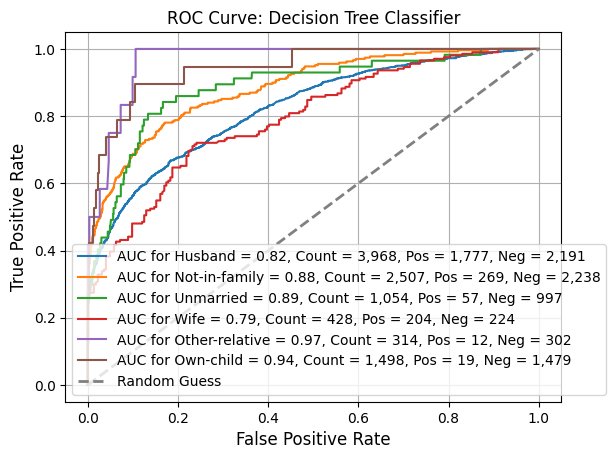 ROC Curve: Decision Tree Classifier
True Positive Rate
1.0
0.8
0.6
0.4
0.2
0.0
AUC for Husband = 0.82, Count = 3,968, Pos = 1,777, Neg = 2,191
AUC for Not-in-family = 0.88, Count = 2,507, Pos = 269, Neg = 2,238
AUC for Unmarried = 0.89, Count = 1,054, Pos = 57, Neg = 997
AUC for Wife = 0.79, Count = 428, Pos = 204, Neg = 224
AUC for Other-relative = 0.97, Count = 314, Pos = 12, Neg = 302
AUC for Own-child = 0.94, Count = 1,498, Pos = 19, Neg = 1,479
Random Guess
0.0 0.2 0.4 0.6 0.8 1.0
False Positive Rate